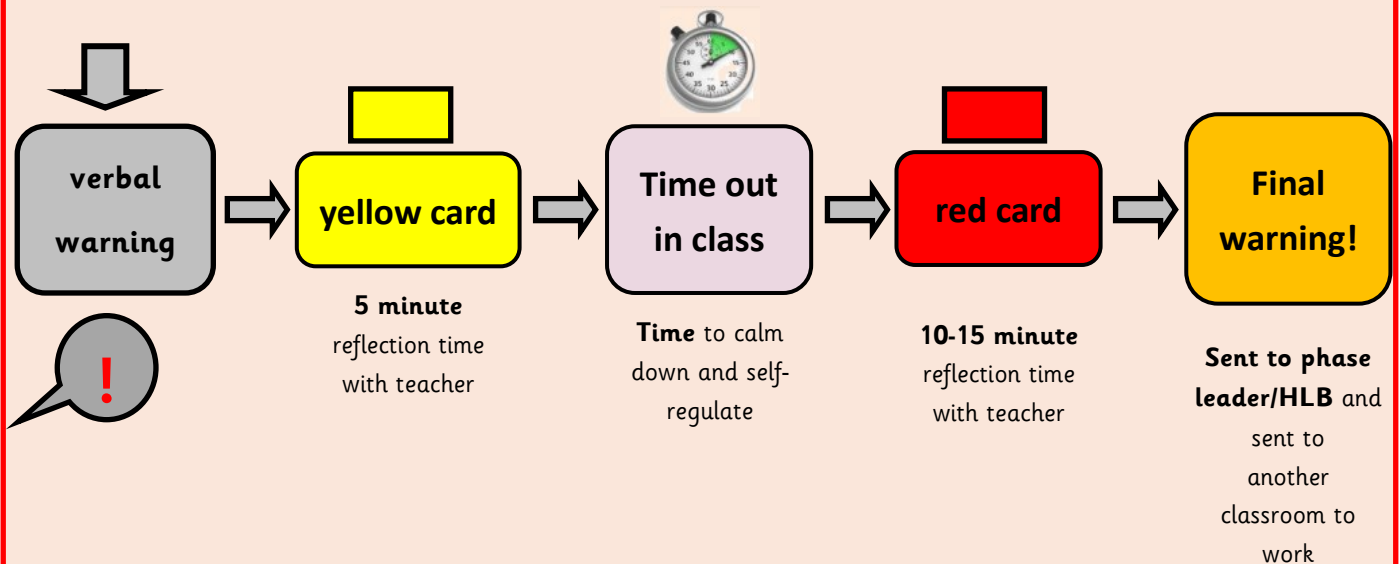 verbal
warning
!
yellow card
5 minute
reflection time
with teacher
Time out
in class
Time to calm
down and self-
regulate
red card
10-15 minute
reflection time
with teacher
Final
warning!
Sent to phase
leader/HLB and
sent to
another
classroom to
work